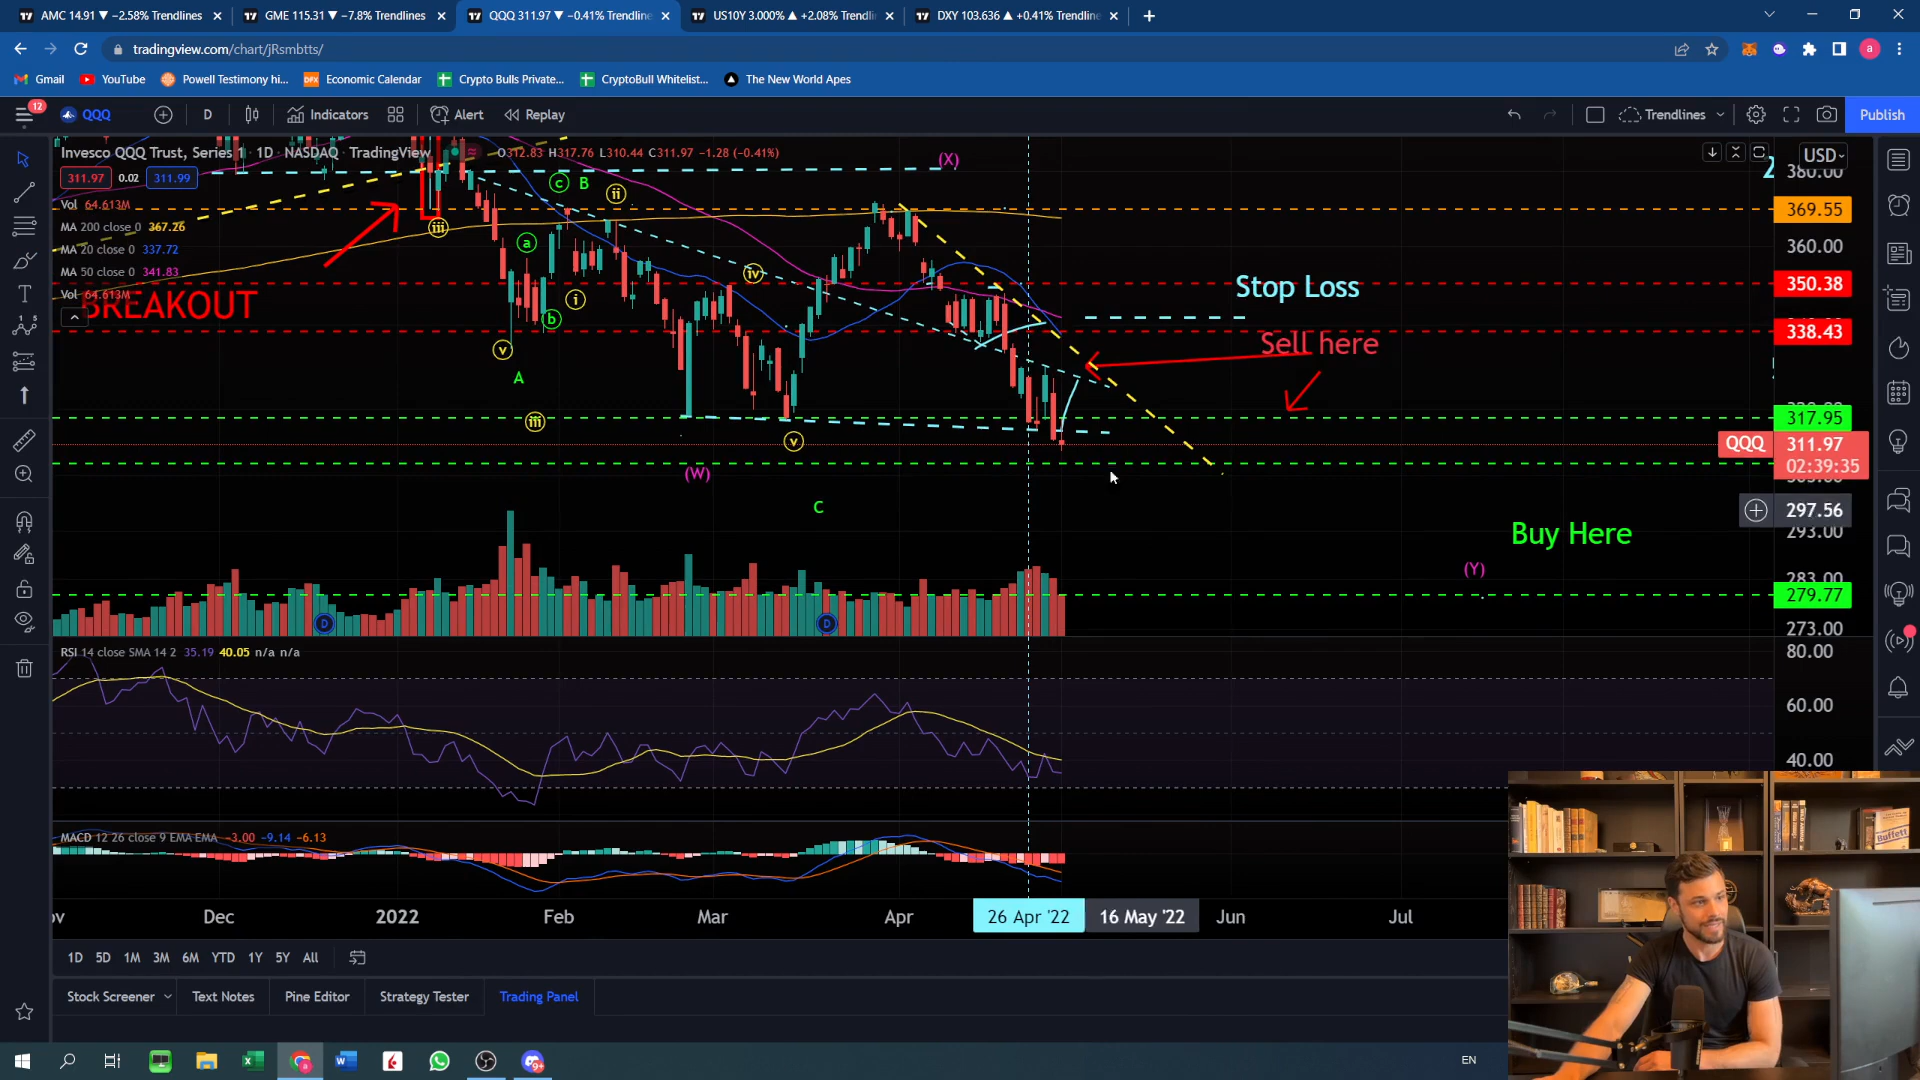 AMC 14.91 ▼ −2.58% Trendlines
GME 115.31 ▼ −7.8% Trendlines
QQQ 311.97 ▼ −0.41% Trendline
US10Y 3.000% ▲ +2.08% Trendli
DXY 103.636 ▲ +0.41% Trendline
tradingview.com/chart/jRsmbtts/
a
Gmail
YouTube
Powell Testimony hi...
DFX Economic Calendar
Crypto Bulls Private...
CryptoBull Whitelist...
The New World Apes
12
QQQ
D
Indicators
Alert
Replay
Trendlines
Publish
Invesco QQQ Trust, Series 1 · 1D · NASDAQ · TradingView
O312.83 H317.76 L310.44 C311.97 −1.28 (−0.41%)
311.97 0.02 311.99
Vol 64.613M
MA 200 close 0 367.26
MA 20 close 0 337.72
MA 50 close 0 341.83
Vol 64.613M
BREAKOUT
USD
2
380.00
369.55
360.00
350.38
338.43
317.95
QQQ 311.97
02:39:35
297.56
293.00
283.00
279.77
273.00
(X)
c B
ii
iii
a
iv
i
b
v
A
iii
v
(W)
C
Stop Loss
Sell here
Buy Here
(Y)
D
D
RSI 14 close SMA 14 2 35.19 40.05 n/a n/a
80.00
60.00
40.00
MACD 12 26 close 9 EMA EMA −3.00 −9.14 −6.13
Dec
2022
Feb
Mar
Apr
26 Apr '22
16 May '22
Jun
Jul
1D 5D 1M 3M 6M YTD 1Y 5Y All
Stock Screener
Text Notes
Pine Editor
Strategy Tester
Trading Panel
Buffett
9+
EN